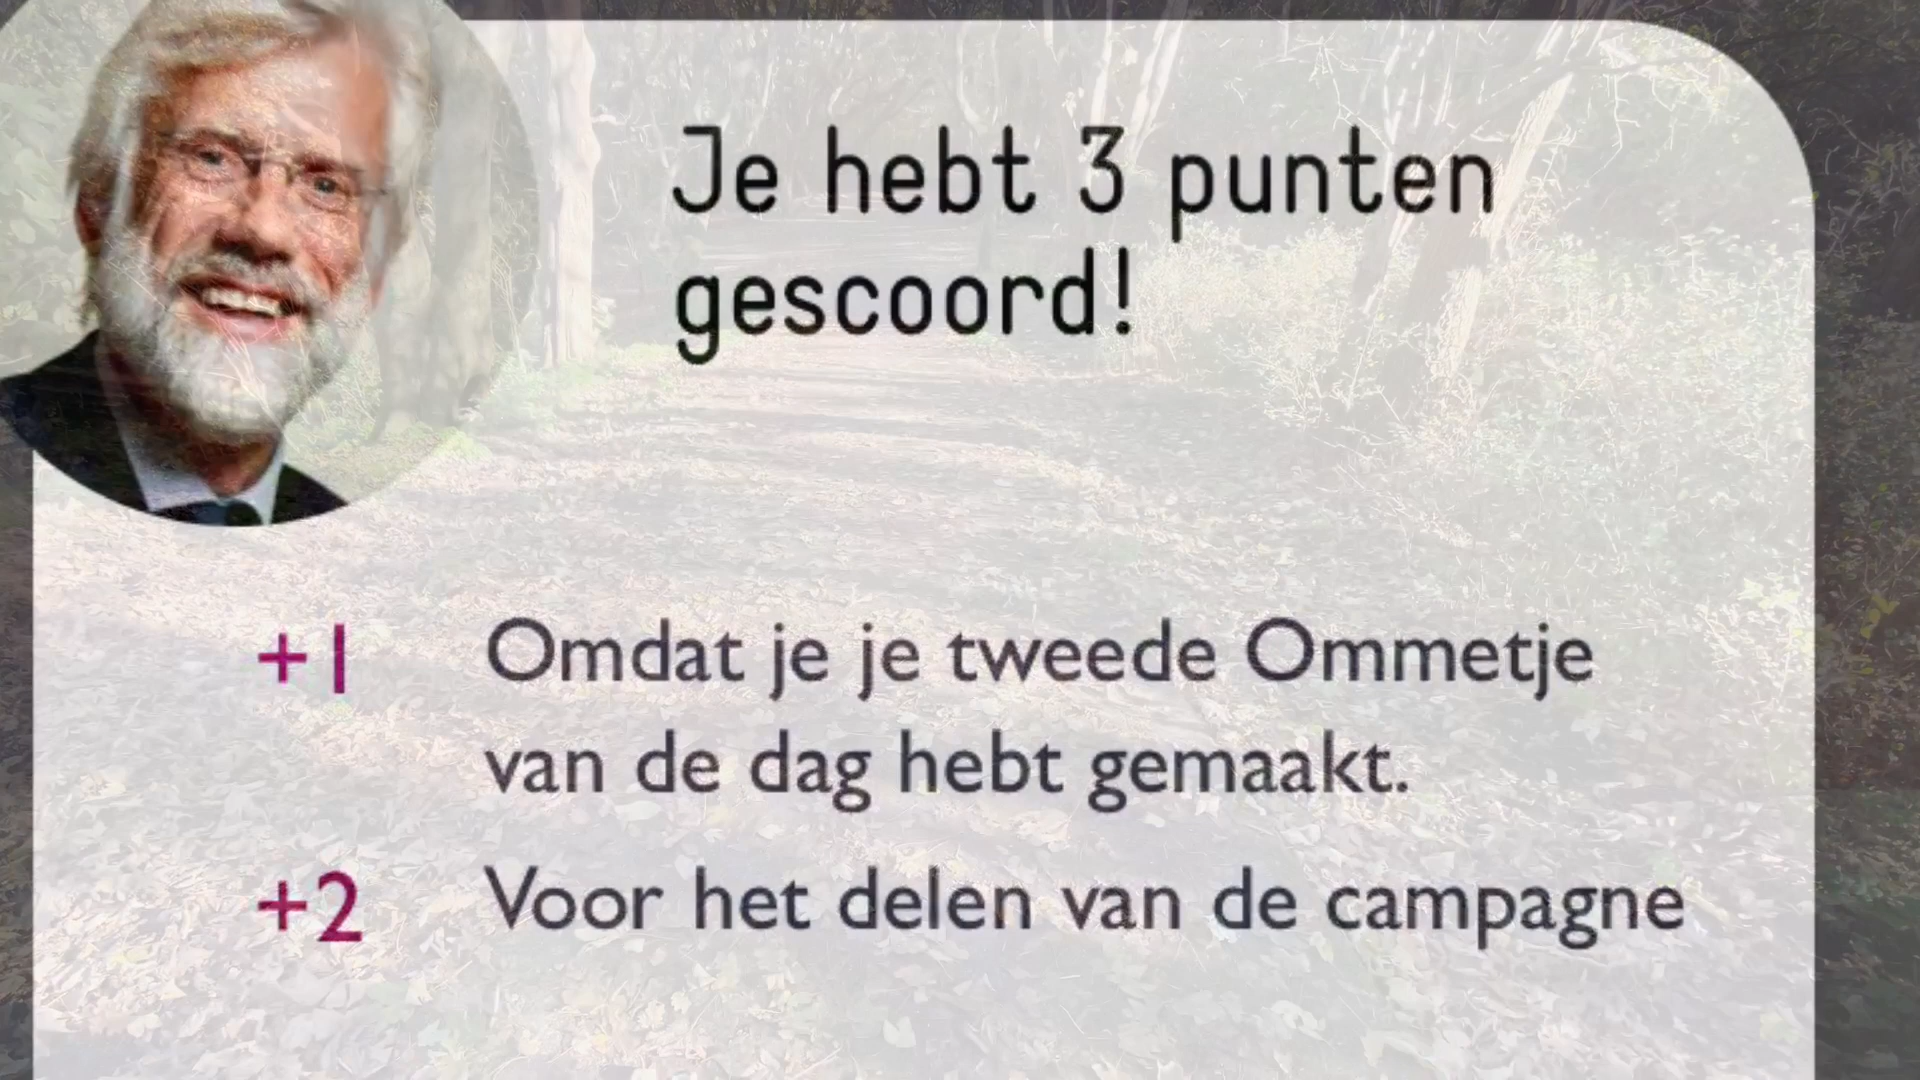 Je hebt 3 punten
gescoord!
+1 Omdat je je tweede Ommetje
van de dag hebt gemaakt.
+2 Voor het delen van de campagne